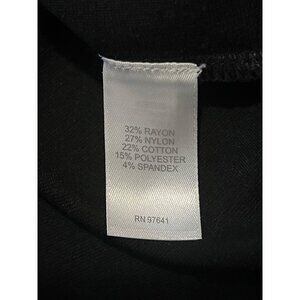 32% RAYON
27% NYLON
22% COTTON
15% POLYESTER
4% SPANDEX
RN 97641